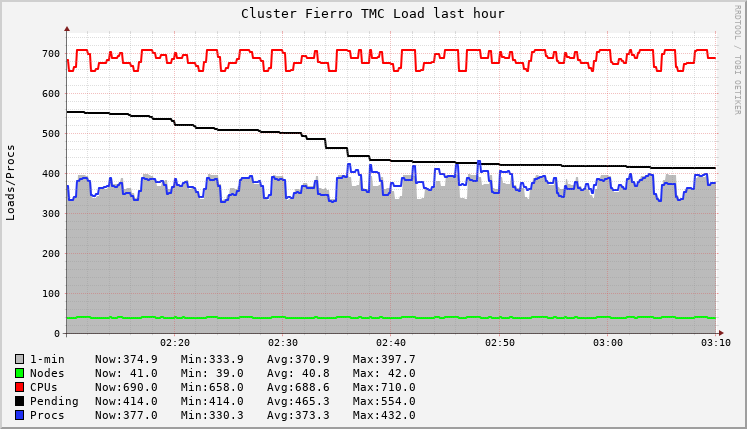 Cluster Fierro TMC Load last hour
RRDTOOL / TOBI OETIKER
Loads/Procs
700
600
500
400
300
200
100
0
02:20 02:30 02:40 02:50 03:00 03:10
1-min Now:374.9 Min:333.9 Avg:370.9 Max:397.7
Nodes Now: 41.0 Min: 39.0 Avg: 40.8 Max: 42.0
CPUs Now:690.0 Min:658.0 Avg:688.6 Max:710.0
Pending Now:414.0 Min:414.0 Avg:465.3 Max:554.0
Procs Now:377.0 Min:330.3 Avg:373.3 Max:432.0